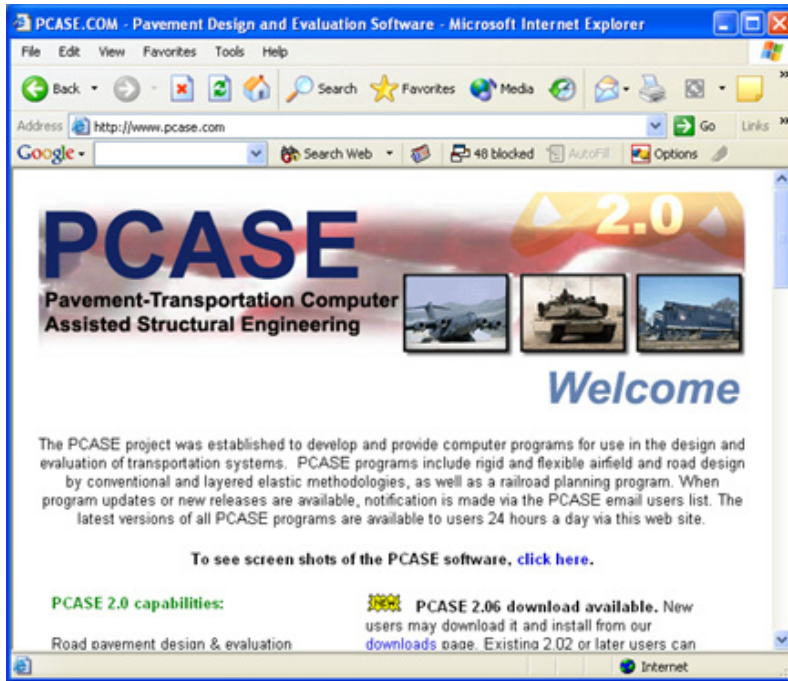 PCASE.COM - Pavement Design and Evaluation Software - Microsoft Internet Explorer
File Edit View Favorites Tools Help
Back Search Favorites Media
Address http://www.pcase.com Go Links
Google Search Web 48 blocked AutoFill Options
2.0
PCASE
Pavement-Transportation Computer
Assisted Structural Engineering
Welcome
The PCASE project was established to develop and provide computer programs for use in the design and
evaluation of transportation systems. PCASE programs include rigid and flexible airfield and road design
by conventional and layered elastic methodologies, as well as a railroad planning program. When
program updates or new releases are available, notification is made via the PCASE email users list. The
latest versions of all PCASE programs are available to users 24 hours a day via this web site.
To see screen shots of the PCASE software, click here.
PCASE 2.0 capabilities:
Road pavement design & evaluation
NEW PCASE 2.06 download available. New
users may download it and install from our
downloads page. Existing 2.02 or later users can
Internet